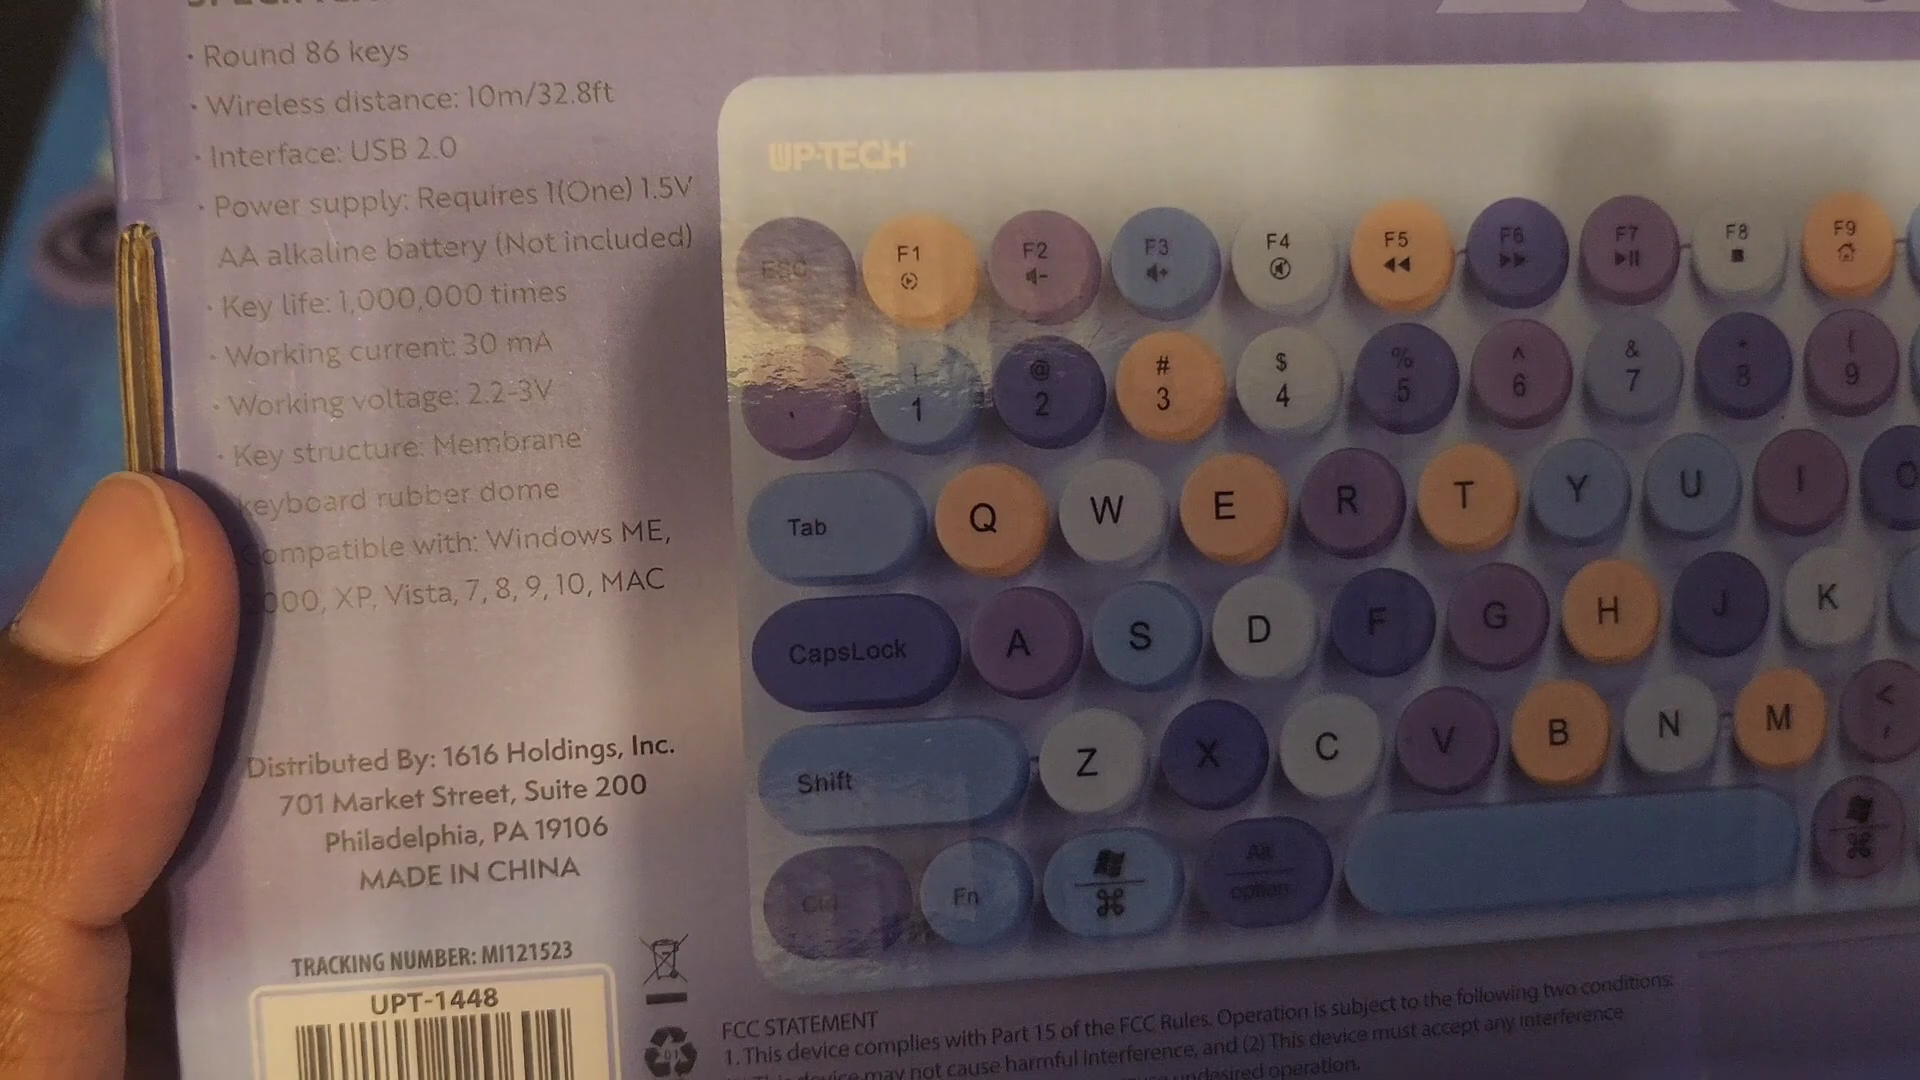 · Round 86 keys
· Wireless distance: 10m/32.8ft
· Interface: USB 2.0
· Power supply: Requires 1(One) 1.5V
AA alkaline battery (Not included)
· Key life: 1,000,000 times
· Working current: 30 mA
· Working voltage: 2.2-3V
· Key structure: Membrane
keyboard rubber dome
ompatible with: Windows ME,
000, XP, Vista, 7, 8, 9, 10, MAC
Distributed By: 1616 Holdings, Inc.
701 Market Street, Suite 200
Philadelphia, PA 19106
MADE IN CHINA
TRACKING NUMBER: MI121523
UPT-1448
UP-TECH
ESC F1 F2 F3 F4 F5 F6 F7 F8 F9
! @ # $ % ^ & * (
1 2 3 4 5 6 7 8 9
Tab Q W E R T Y U I O
CapsLock A S D F G H J K
Shift Z X C V B N M < ,
Ctrl Fn Alt
option
FCC STATEMENT
1. This device complies with Part 15 of the FCC Rules. Operation is subject to the following two conditions:
device may not cause harmful interference, and (2) This device must accept any interference
undesired operation.